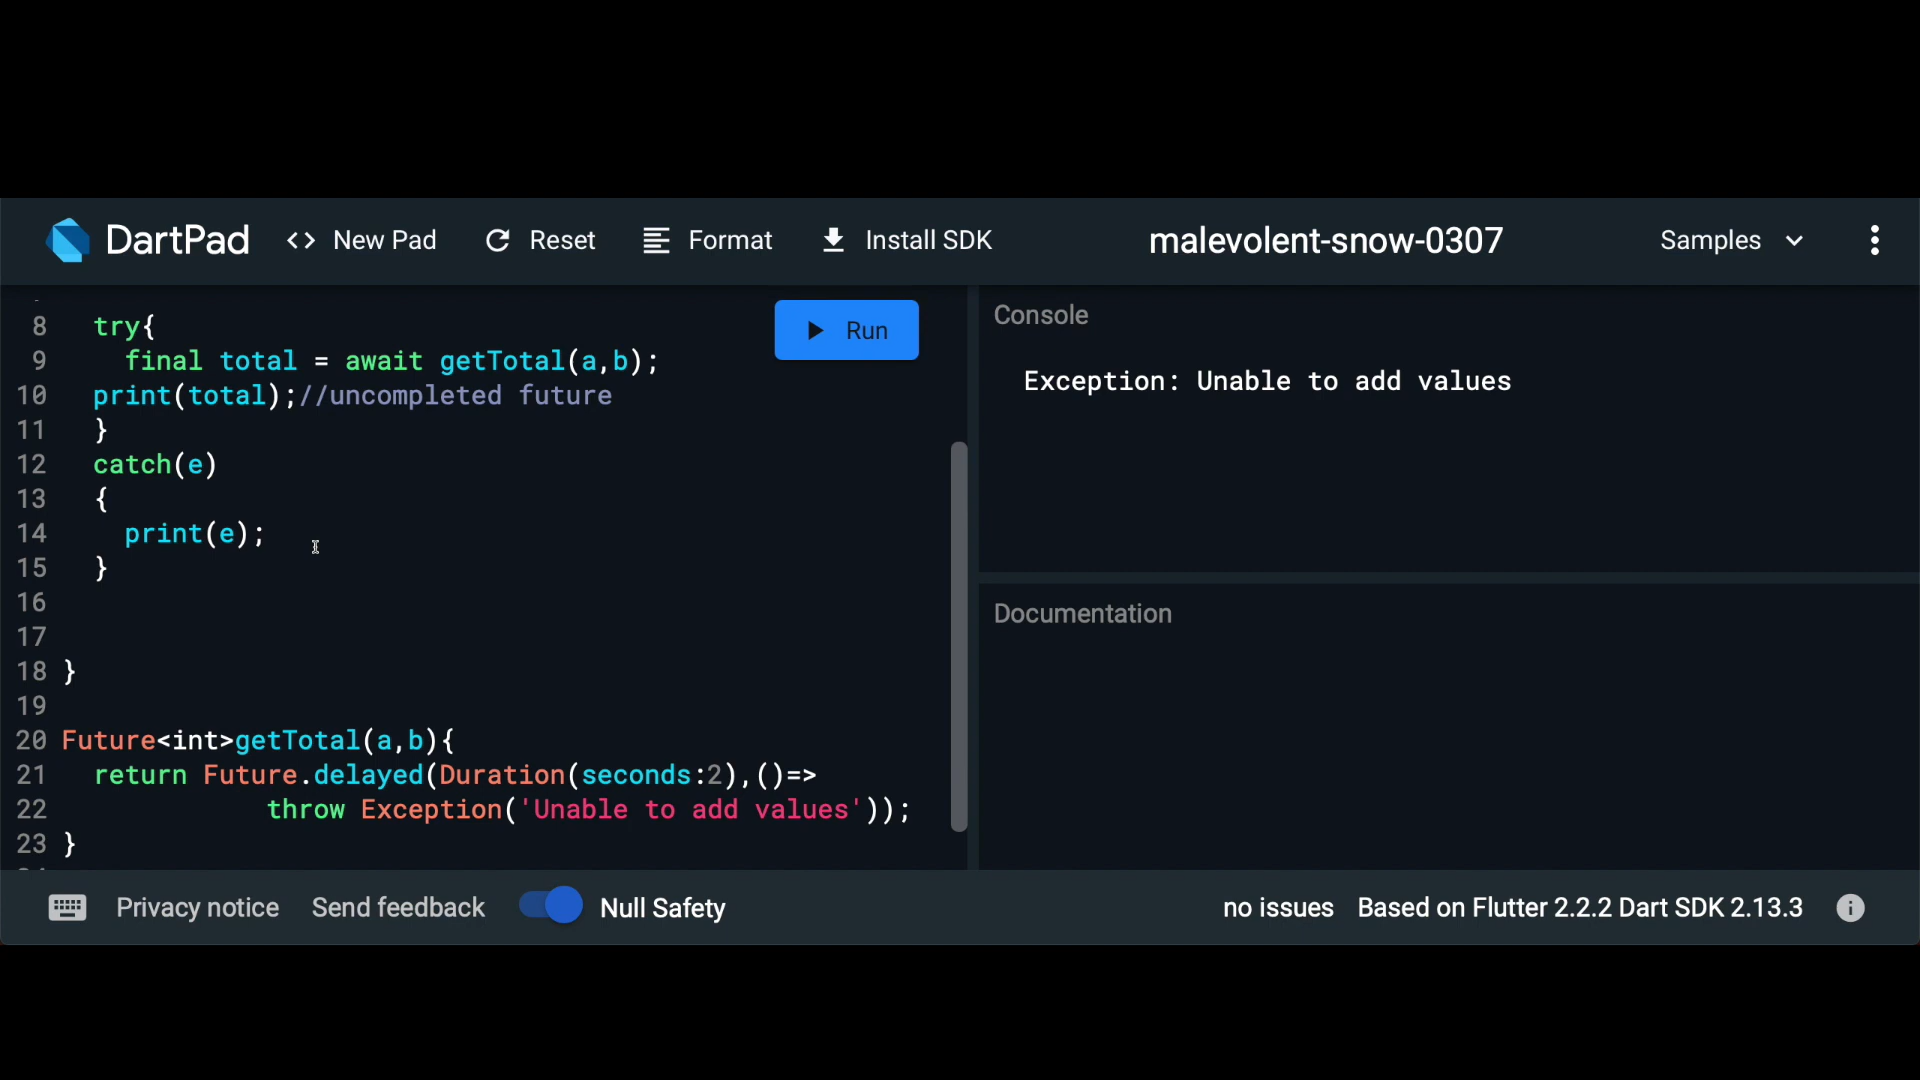 DartPad <> New Pad Reset Format Install SDK malevolent-snow-0307 Samples
8 try{
9 final total = await getTotal(a,b);
10 print(total);//uncompleted future
11 }
12 catch(e)
13 {
14 print(e);
15 }
16
17
18 }
19
20 Future<int>getTotal(a,b){
21 return Future.delayed(Duration(seconds:2),()=>
22 throw Exception('Unable to add values'));
23 }
Run
Console
Exception: Unable to add values
Documentation
Privacy notice Send feedback Null Safety no issues Based on Flutter 2.2.2 Dart SDK 2.13.3